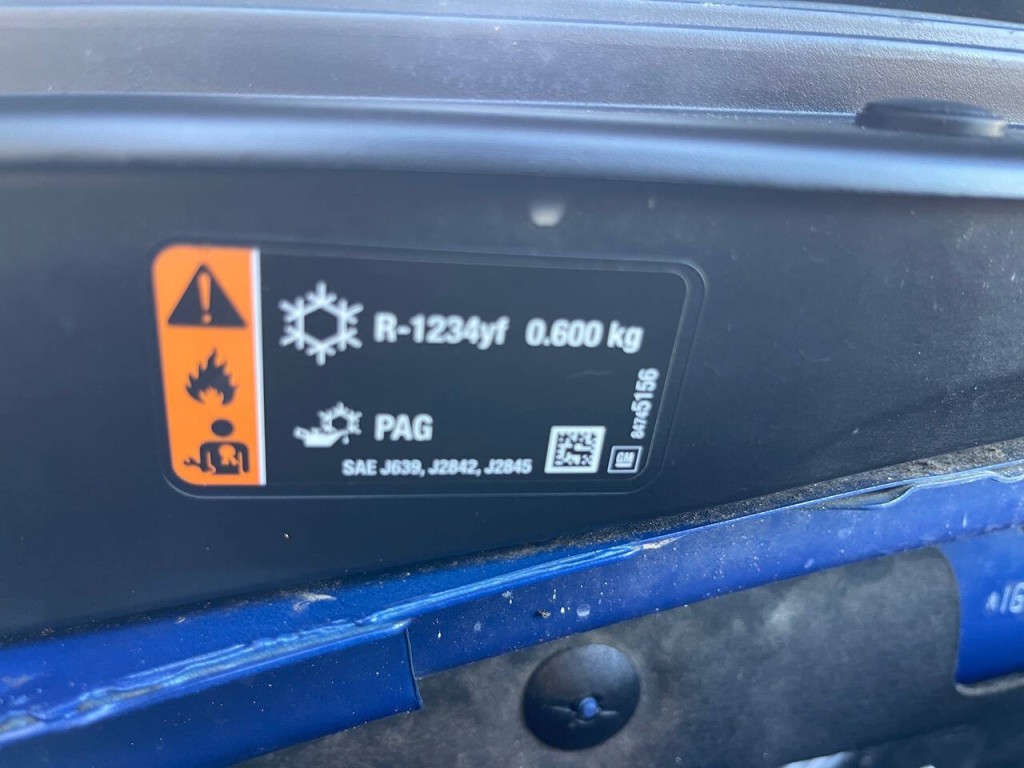 R-1234yf 0.600 kg
PAG
SAE J639, J2842, J2845
GM
84745156